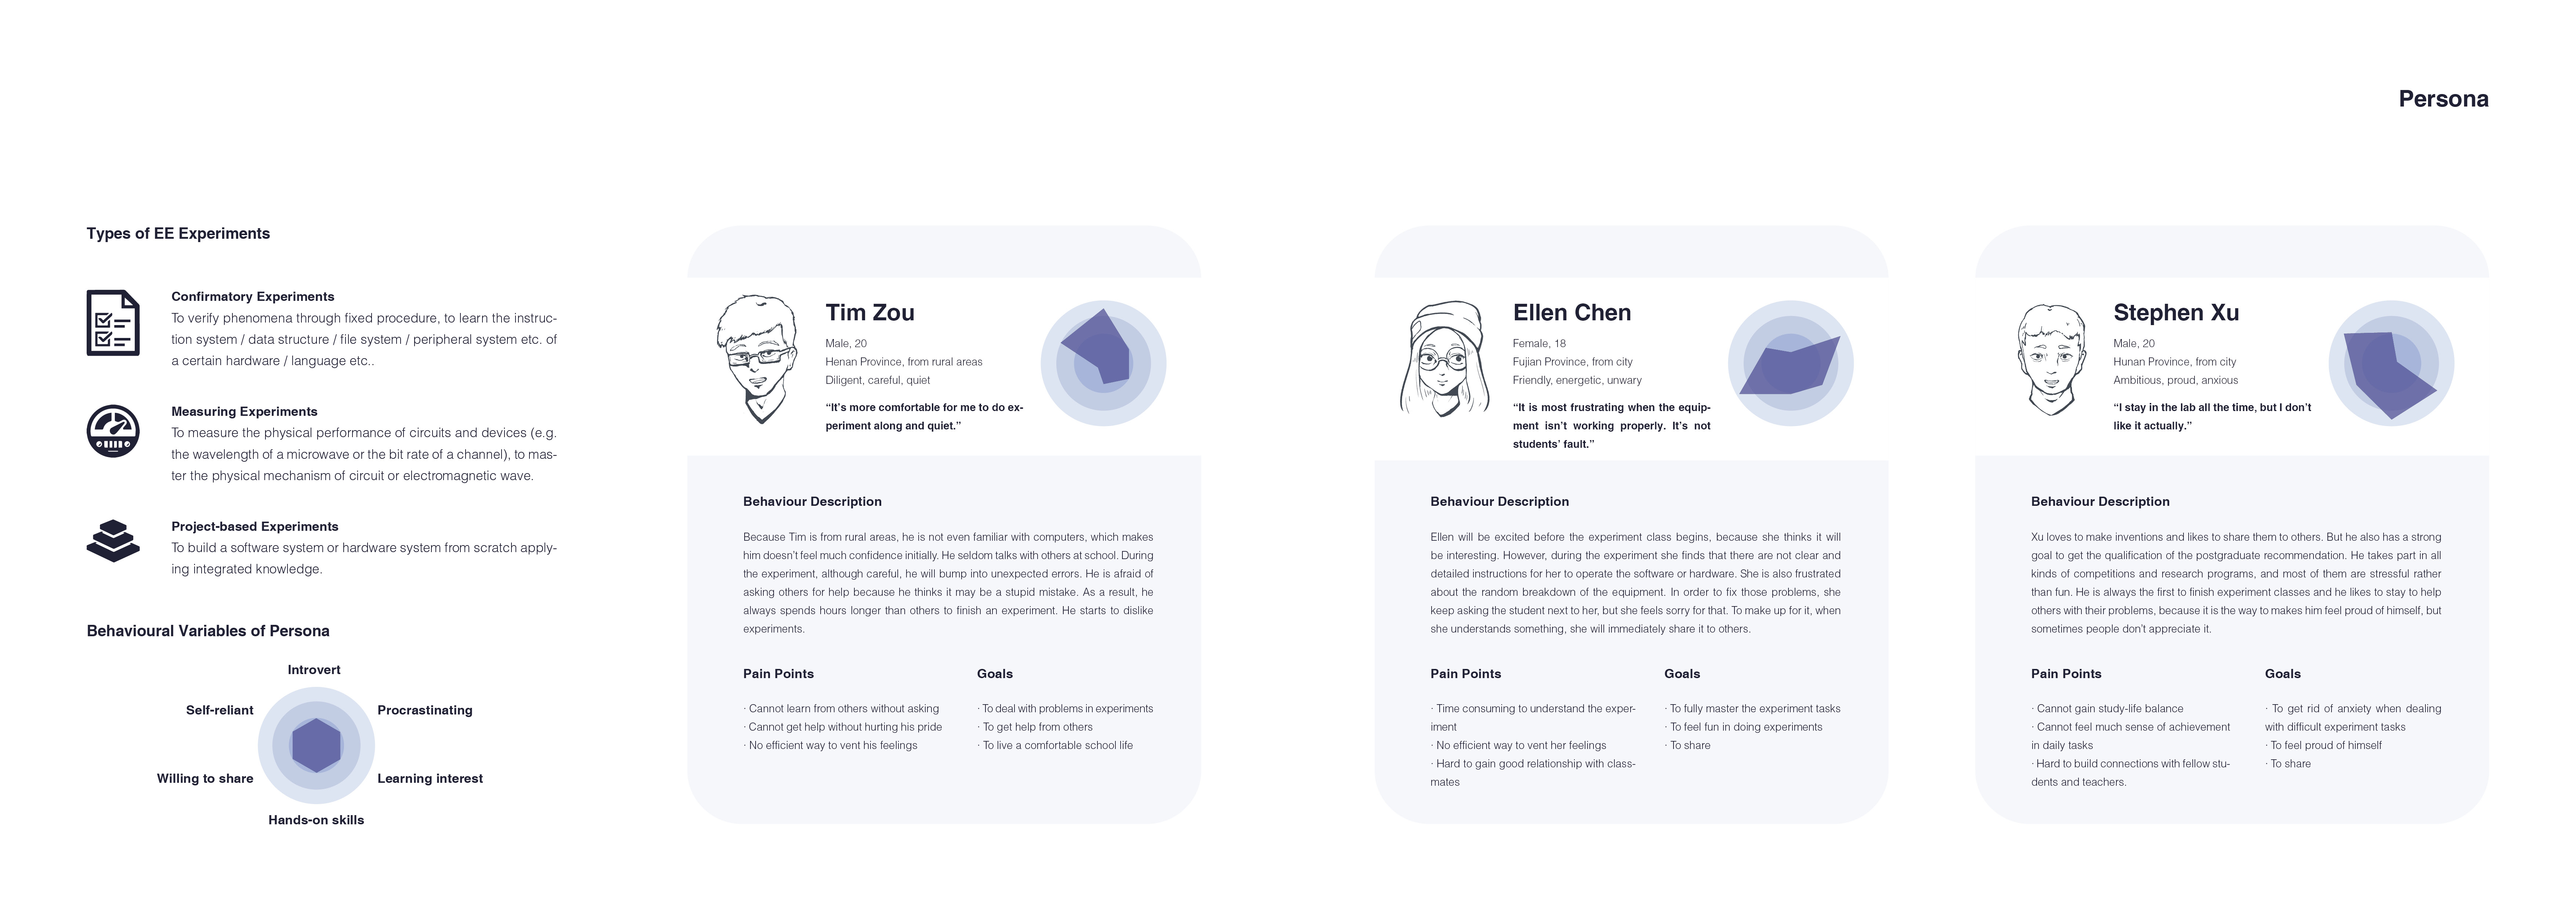 Persona
Types of EE Experiments
Confirmatory Experiments
To verify phenomena through fixed procedure, to learn the instruc-
tion system / data structure / file system / peripheral system etc. of
a certain hardware / language etc..
Measuring Experiments
To measure the physical performance of circuits and devices (e.g.
the wavelength of a microwave or the bit rate of a channel), to mas-
ter the physical mechanism of circuit or electromagnetic wave.
Project-based Experiments
To build a software system or hardware system from scratch apply-
ing integrated knowledge.
Behavioural Variables of Persona
Introvert
Self-reliant
Procrastinating
Willing to share
Learning interest
Hands-on skills
Tim Zou
Male, 20
Henan Province, from rural areas
Diligent, careful, quiet
“It’s more comfortable for me to do ex-
periment along and quiet.”
Behaviour Description
Because Tim is from rural areas, he is not even familiar with computers, which makes
him doesn’t feel much confidence initially. He seldom talks with others at school. During
the experiment, although careful, he will bump into unexpected errors. He is afraid of
asking others for help because he thinks it may be a stupid mistake. As a result, he
always spends hours longer than others to finish an experiment. He starts to dislike
experiments.
Pain Points
· Cannot learn from others without asking
· Cannot get help without hurting his pride
· No efficient way to vent his feelings
Goals
· To deal with problems in experiments
· To get help from others
· To live a comfortable school life
Ellen Chen
Female, 18
Fujian Province, from city
Friendly, energetic, unwary
“It is most frustrating when the equip-
ment isn’t working properly. It’s not
students’ fault.”
Behaviour Description
Ellen will be excited before the experiment class begins, because she thinks it will
be interesting. However, during the experiment she finds that there are not clear and
detailed instructions for her to operate the software or hardware. She is also frustrated
about the random breakdown of the equipment. In order to fix those problems, she
keep asking the student next to her, but she feels sorry for that. To make up for it, when
she understands something, she will immediately share it to others.
Pain Points
· Time consuming to understand the exper-
iment
· No efficient way to vent her feelings
· Hard to gain good relationship with class-
mates
Goals
· To fully master the experiment tasks
· To feel fun in doing experiments
· To share
Stephen Xu
Male, 20
Hunan Province, from city
Ambitious, proud, anxious
“I stay in the lab all the time, but I don’t
like it actually.”
Behaviour Description
Xu loves to make inventions and likes to share them to others. But he also has a strong
goal to get the qualification of the postgraduate recommendation. He takes part in all
kinds of competitions and research programs, and most of them are stressful rather
than fun. He is always the first to finish experiment classes and he likes to stay to help
others with their problems, because it is the way to makes him feel proud of himself, but
sometimes people don’t appreciate it.
Pain Points
· Cannot gain study-life balance
· Cannot feel much sense of achievement
in daily tasks
· Hard to build connections with fellow stu-
dents and teachers.
Goals
· To get rid of anxiety when dealing
with difficult experiment tasks
· To feel proud of himself
· To share